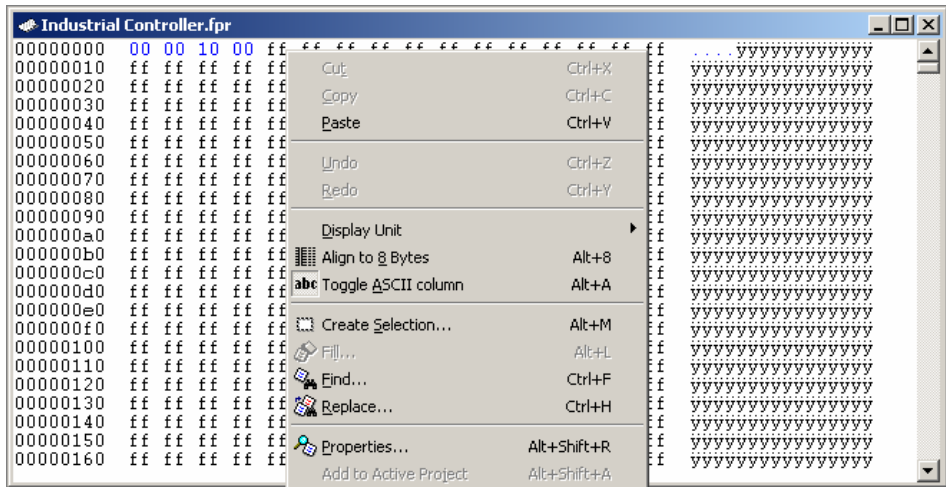 Industrial Controller.fpr
00000000 00 00 10 00 ff ff ff ff ff ff ff ff ff ff ff ff ....ÿÿÿÿÿÿÿÿÿÿÿÿ
00000010 ff ff ff ff ff ff ÿÿÿÿÿÿÿÿÿÿÿÿÿÿÿÿ
00000020 ff ff ff ff ff ff ÿÿÿÿÿÿÿÿÿÿÿÿÿÿÿÿ
00000030 ff ff ff ff ff ff ÿÿÿÿÿÿÿÿÿÿÿÿÿÿÿÿ
00000040 ff ff ff ff ff ff ÿÿÿÿÿÿÿÿÿÿÿÿÿÿÿÿ
00000050 ff ff ff ff ff ff ÿÿÿÿÿÿÿÿÿÿÿÿÿÿÿÿ
00000060 ff ff ff ff ff ff ÿÿÿÿÿÿÿÿÿÿÿÿÿÿÿÿ
00000070 ff ff ff ff ff ff ÿÿÿÿÿÿÿÿÿÿÿÿÿÿÿÿ
00000080 ff ff ff ff ff ff ÿÿÿÿÿÿÿÿÿÿÿÿÿÿÿÿ
00000090 ff ff ff ff ff ff ÿÿÿÿÿÿÿÿÿÿÿÿÿÿÿÿ
000000a0 ff ff ff ff ff ff ÿÿÿÿÿÿÿÿÿÿÿÿÿÿÿÿ
000000b0 ff ff ff ff ff ff ÿÿÿÿÿÿÿÿÿÿÿÿÿÿÿÿ
000000c0 ff ff ff ff ff ff ÿÿÿÿÿÿÿÿÿÿÿÿÿÿÿÿ
000000d0 ff ff ff ff ff ff ÿÿÿÿÿÿÿÿÿÿÿÿÿÿÿÿ
000000e0 ff ff ff ff ff ff ÿÿÿÿÿÿÿÿÿÿÿÿÿÿÿÿ
000000f0 ff ff ff ff ff ff ÿÿÿÿÿÿÿÿÿÿÿÿÿÿÿÿ
00000100 ff ff ff ff ff ff ÿÿÿÿÿÿÿÿÿÿÿÿÿÿÿÿ
00000110 ff ff ff ff ff ff ÿÿÿÿÿÿÿÿÿÿÿÿÿÿÿÿ
00000120 ff ff ff ff ff ff ÿÿÿÿÿÿÿÿÿÿÿÿÿÿÿÿ
00000130 ff ff ff ff ff ff ÿÿÿÿÿÿÿÿÿÿÿÿÿÿÿÿ
00000140 ff ff ff ff ff ff ÿÿÿÿÿÿÿÿÿÿÿÿÿÿÿÿ
00000150 ff ff ff ff ff ff ÿÿÿÿÿÿÿÿÿÿÿÿÿÿÿÿ
00000160 ff ff ff ff ff ff ÿÿÿÿÿÿÿÿÿÿÿÿÿÿÿÿ
Cut Ctrl+X
Copy Ctrl+C
Paste Ctrl+V
Undo Ctrl+Z
Redo Ctrl+Y
Display Unit
Align to 8 Bytes Alt+8
abc Toggle ASCII column Alt+A
Create Selection... Alt+M
Fill... Alt+L
Find... Ctrl+F
Replace... Ctrl+H
Properties... Alt+Shift+R
Add to Active Project Alt+Shift+A